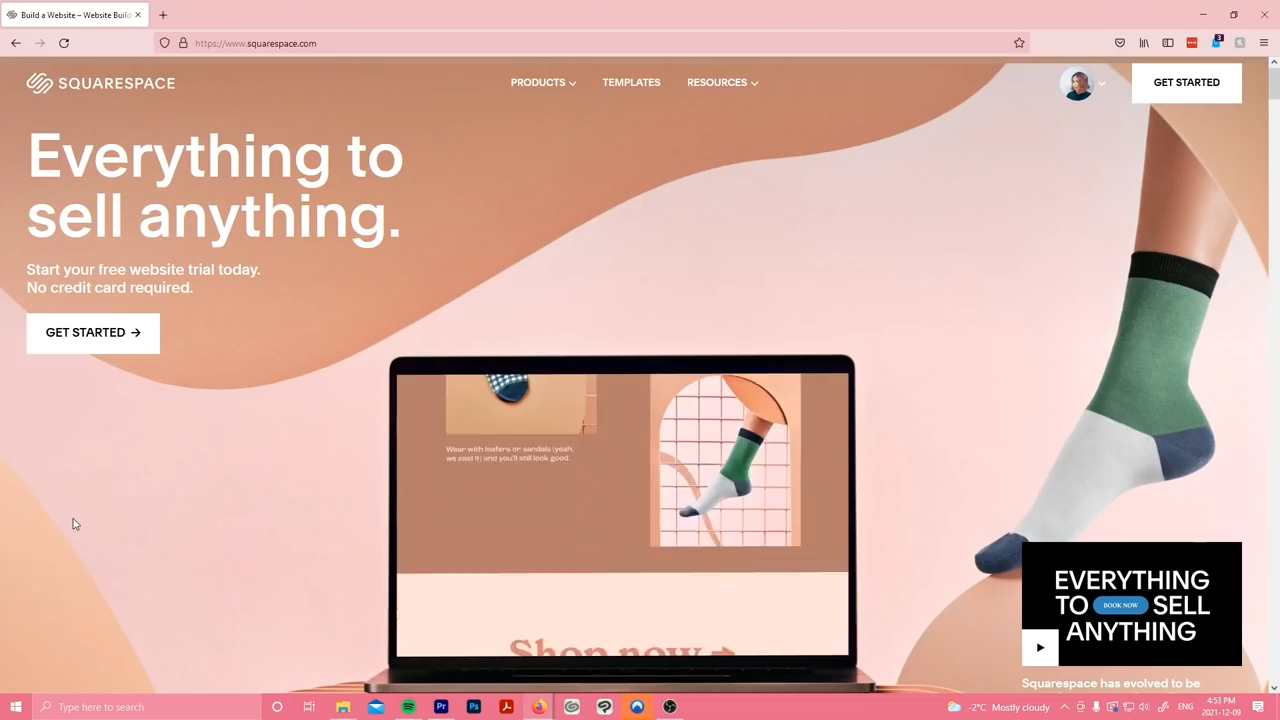 Build a Website – Website Build
https://www.squarespace.com
3
SQUARESPACE
PRODUCTS
TEMPLATES
RESOURCES
GET STARTED
Everything to
sell anything.
Start your free website trial today.
No credit card required.
GET STARTED →
Wear with loafers or sandals (yeah,
we said it) and you'll still look good.
Shop now →
EVERYTHING
TO BOOK NOW SELL
ANYTHING
Squarespace has evolved to be
Type here to search
Pr
Ps
-2°C Mostly cloudy
ENG
4:53 PM
2021-12-09